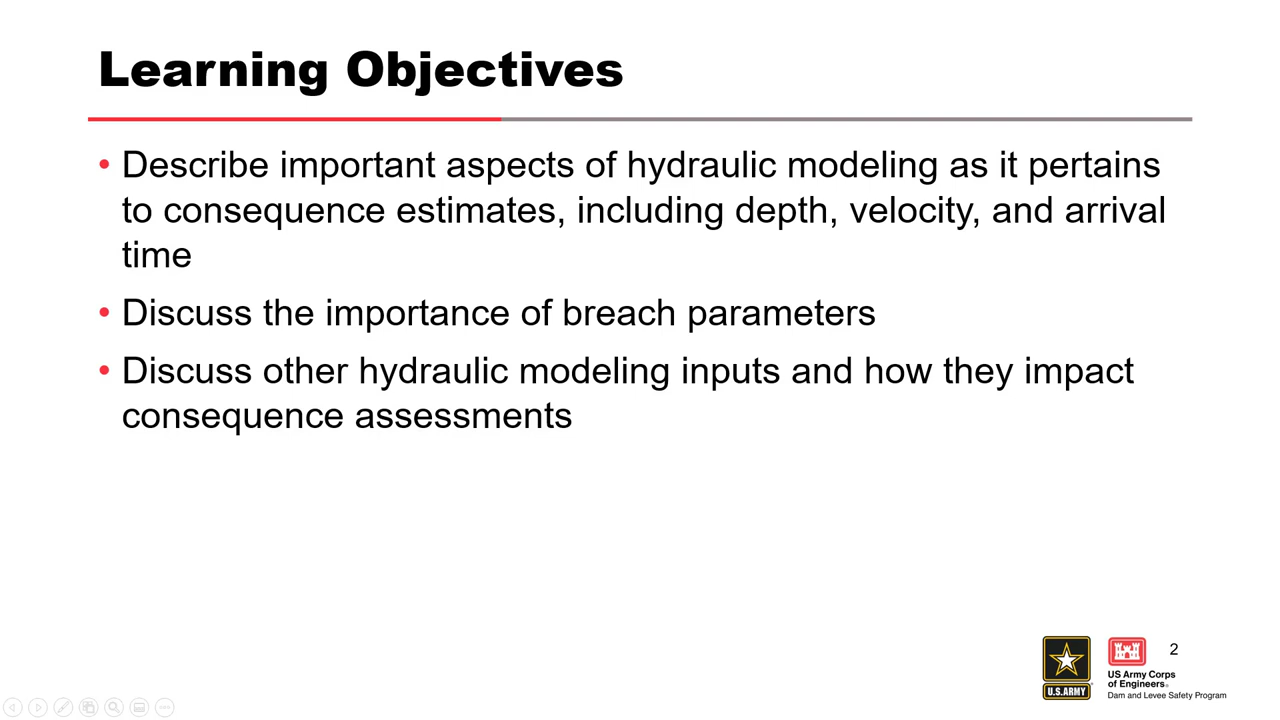 Learning Objectives
• Describe important aspects of hydraulic modeling as it pertains
to consequence estimates, including depth, velocity, and arrival
time
• Discuss the importance of breach parameters
• Discuss other hydraulic modeling inputs and how they impact
consequence assessments
U.S.ARMY
US Army Corps
of Engineers®
Dam and Levee Safety Program
2